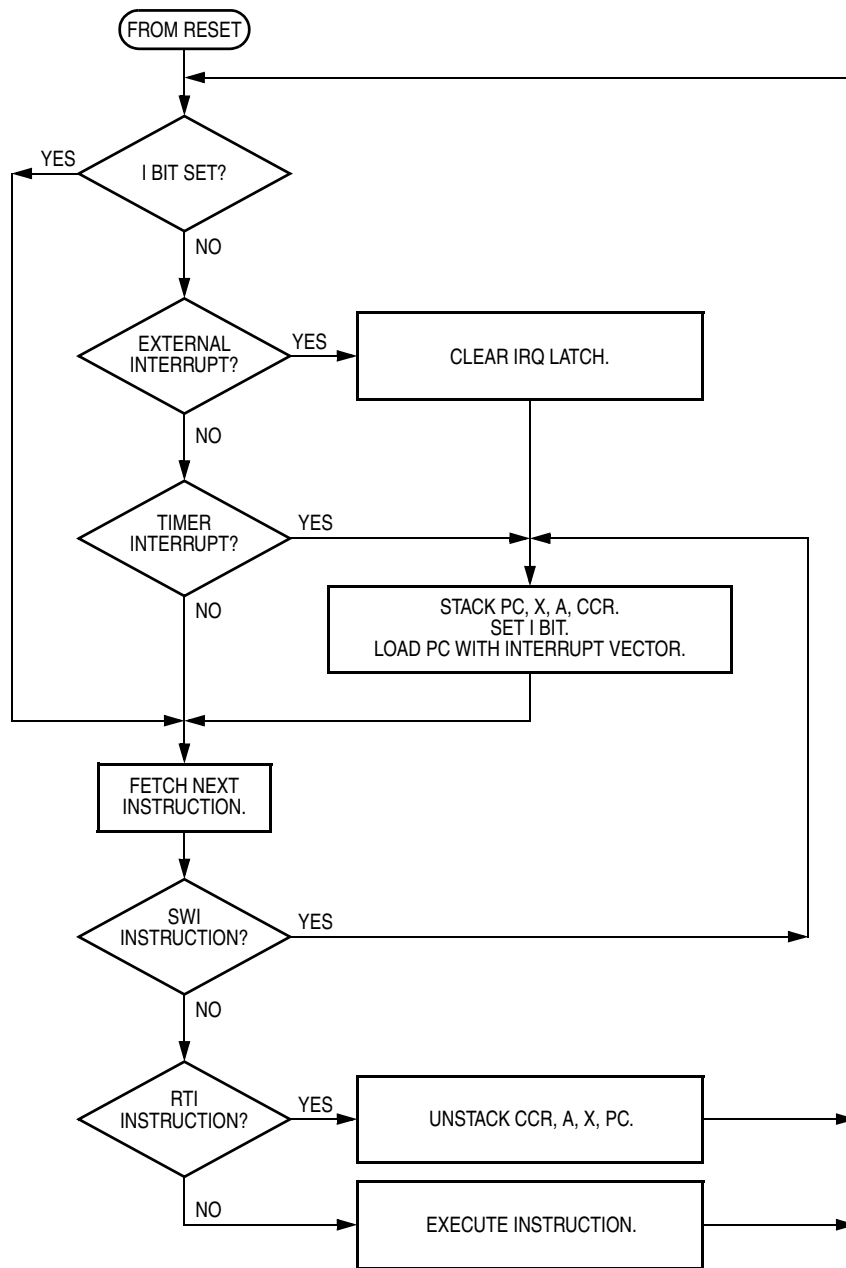 FROM RESET
YES
I BIT SET?
NO
EXTERNAL
INTERRUPT?
YES
CLEAR IRQ LATCH.
NO
TIMER
INTERRUPT?
YES
NO
STACK PC, X, A, CCR.
SET I BIT.
LOAD PC WITH INTERRUPT VECTOR.
FETCH NEXT
INSTRUCTION.
SWI
INSTRUCTION?
YES
NO
RTI
INSTRUCTION?
YES
UNSTACK CCR, A, X, PC.
NO
EXECUTE INSTRUCTION.